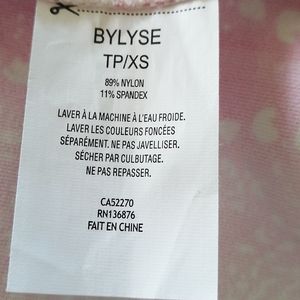 BYLYSE
TP/XS
89% NYLON
11% SPANDEX
LAVER À LA MACHINE À L'EAU FROIDE.
LAVER LES COULEURS FONCÉES
SÉPARÉMENT. NE PAS JAVELLISER.
SÉCHER PAR CULBUTAGE.
NE PAS REPASSER.
CA52270
RN136876
FAIT EN CHINE